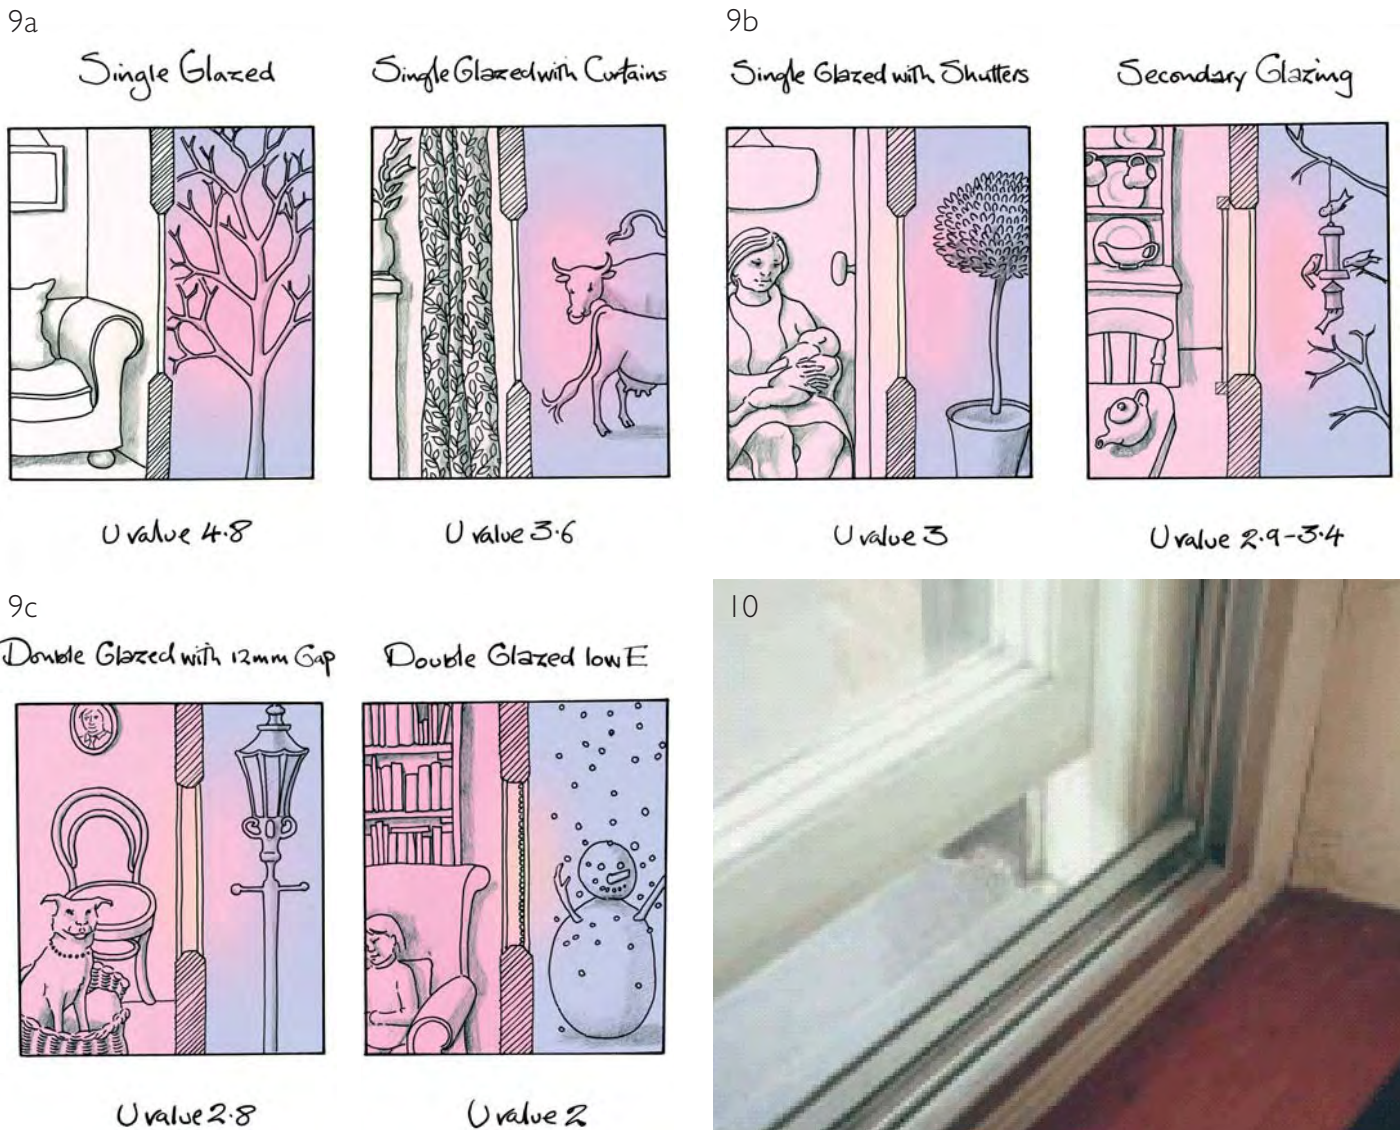 9a
Single Glazed
Single Glazed with Curtains
U value 4.8
U value 3.6
9b
Single Glazed with Shutters
Secondary Glazing
U value 3
U value 2.9-3.4
9c
Double Glazed with 12mm Gap
Double Glazed low E
U value 2.8
U value 2
10